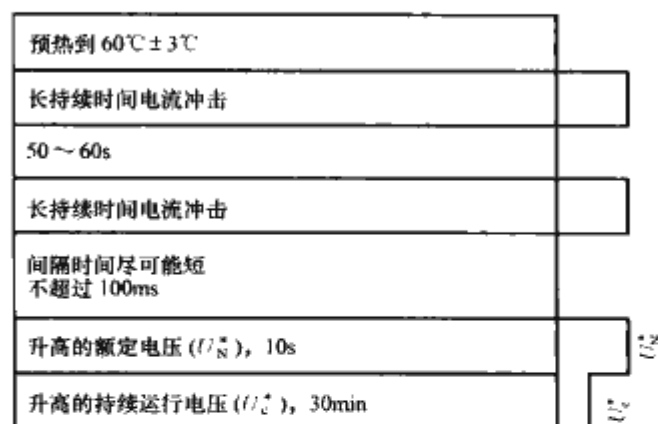 预热到 60℃±3℃
长持续时间电流冲击
50～60s
长持续时间电流冲击
间隔时间尽可能短
不超过 100ms
升高的额定电压 (U*N), 10s
U*N
升高的持续运行电压 (U*c), 30min
U*c